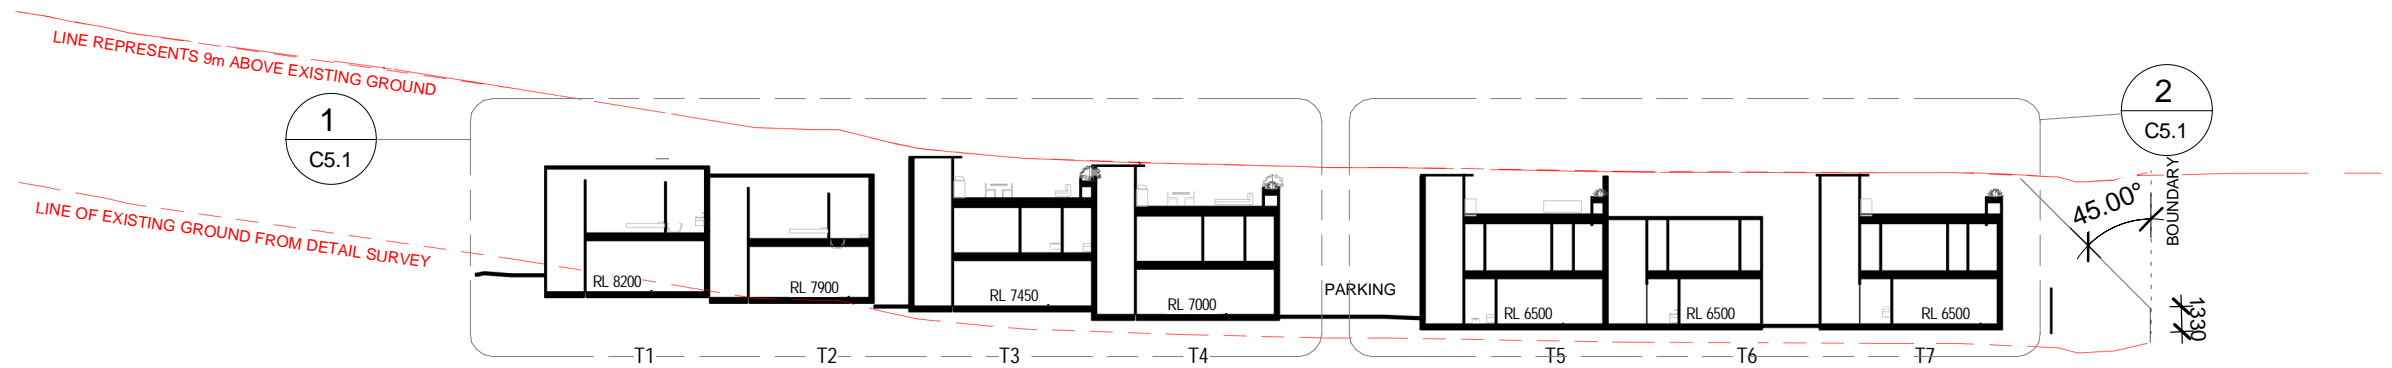 LINE REPRESENTS 9m ABOVE EXISTING GROUND
1
C5.1
2
C5.1
LINE OF EXISTING GROUND FROM DETAIL SURVEY
45.00°
BOUNDARY
RL 8200
RL 7900
RL 7450
RL 7000
PARKING
RL 6500
RL 6500
RL 6500
1330
T1
T2
T3
T4
T5
T6
T7